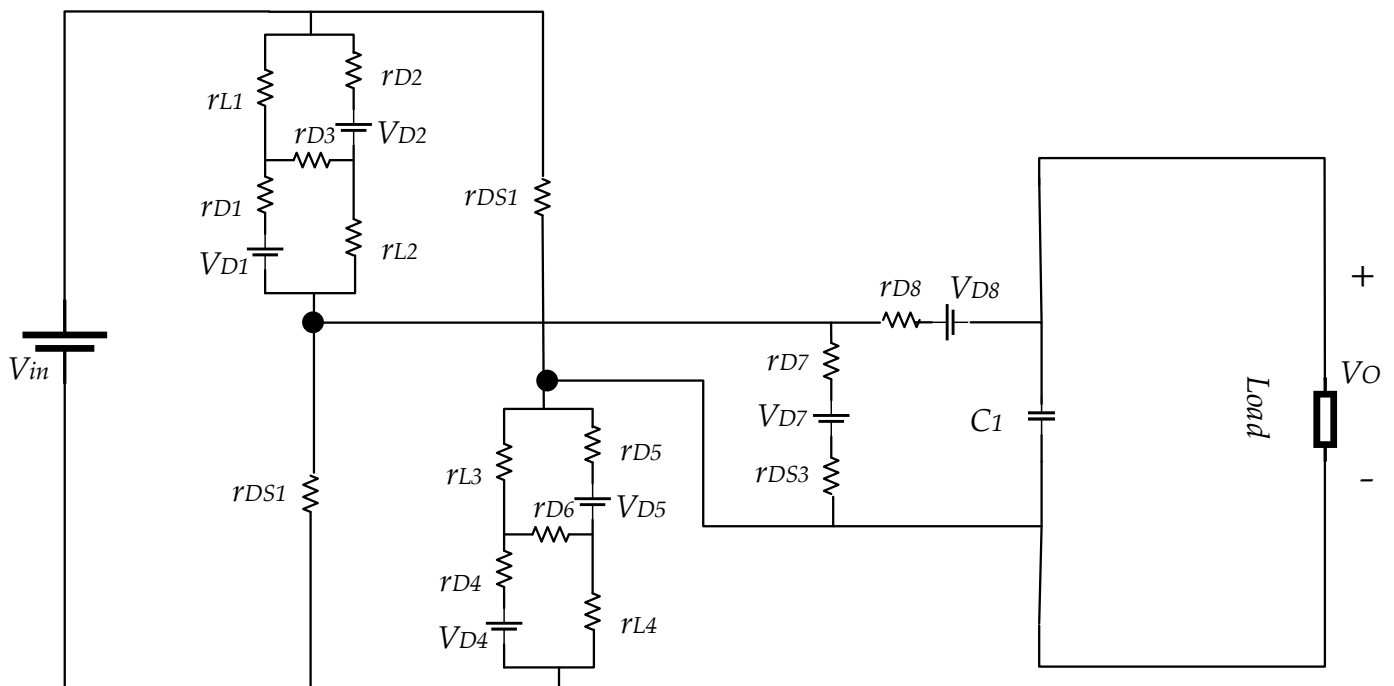 rD2
rL1
rD3
VD2
rD1
rDS1
rL2
VD1
rD8
VD8
Vin
rD7
VO
+
Load
VD7
C1
rD5
rL3
rDS3
rDS1
rD6
VD5
-
rD4
rL4
VD4